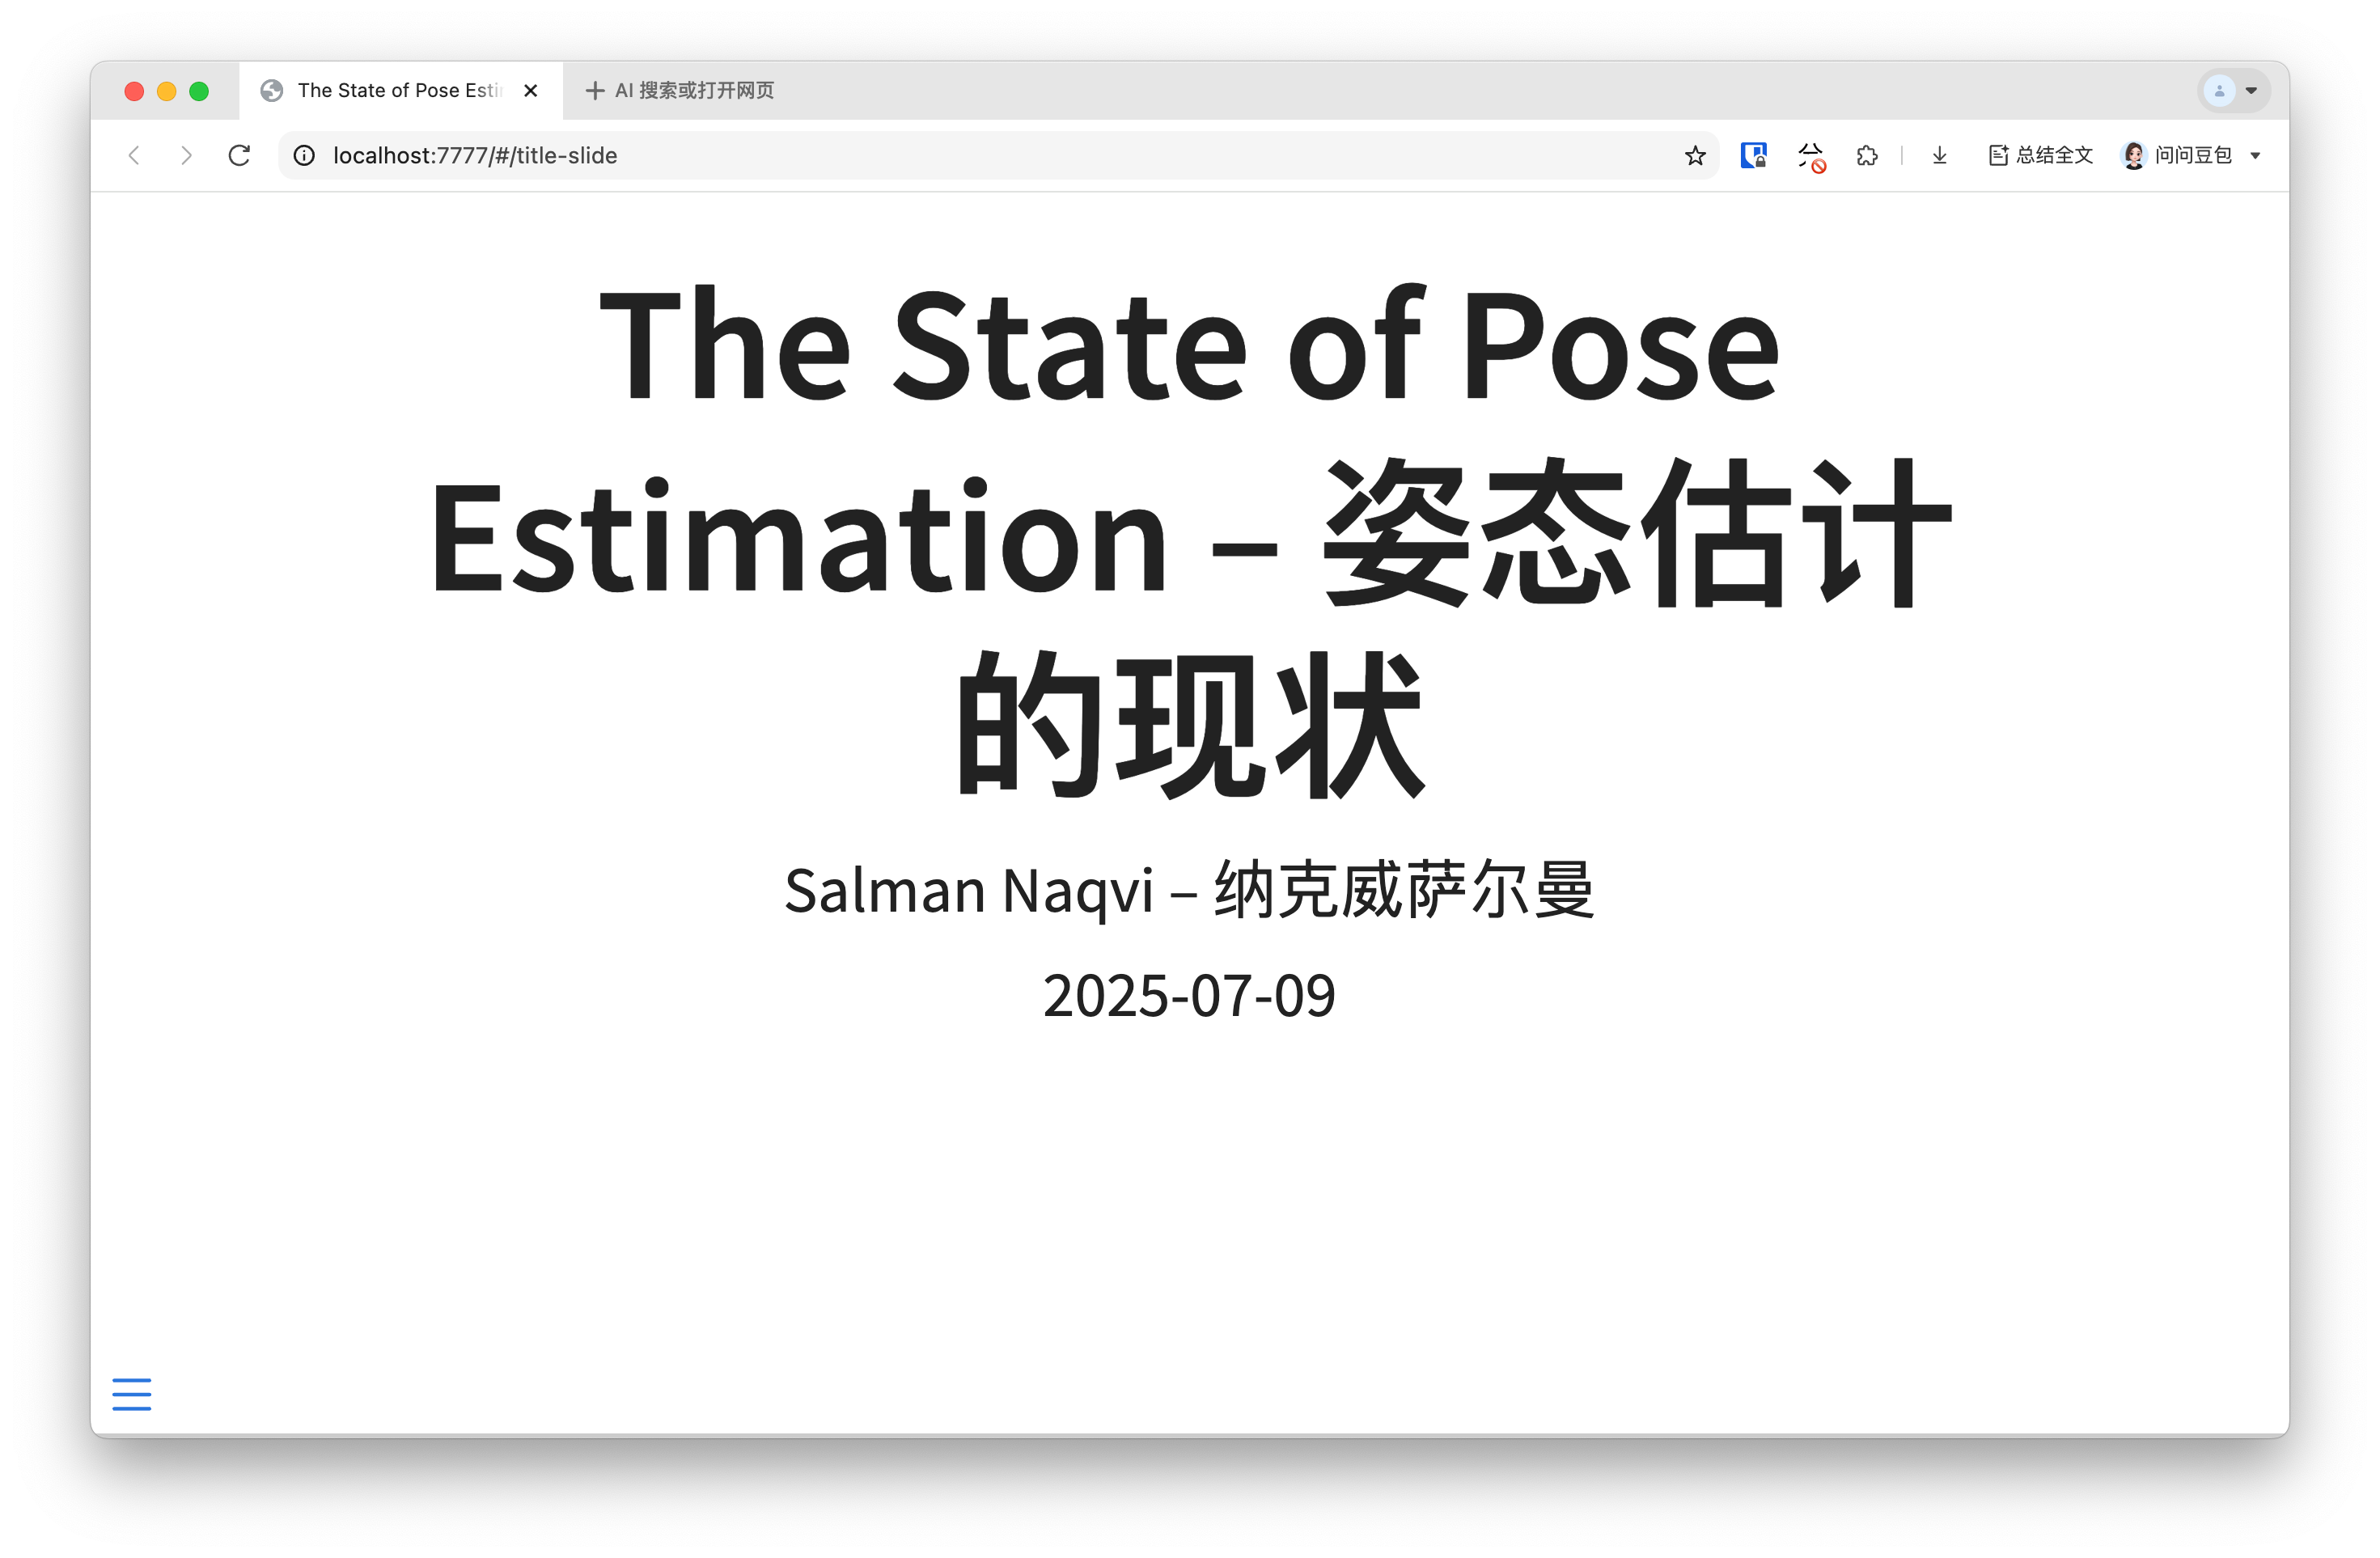 The State of Pose Esti
AI 搜索或打开网页
localhost:7777/#/title-slide
总结全文
问问豆包
The State of Pose
Estimation – 姿态估计
的现状
Salman Naqvi – 纳克威萨尔曼
2025-07-09